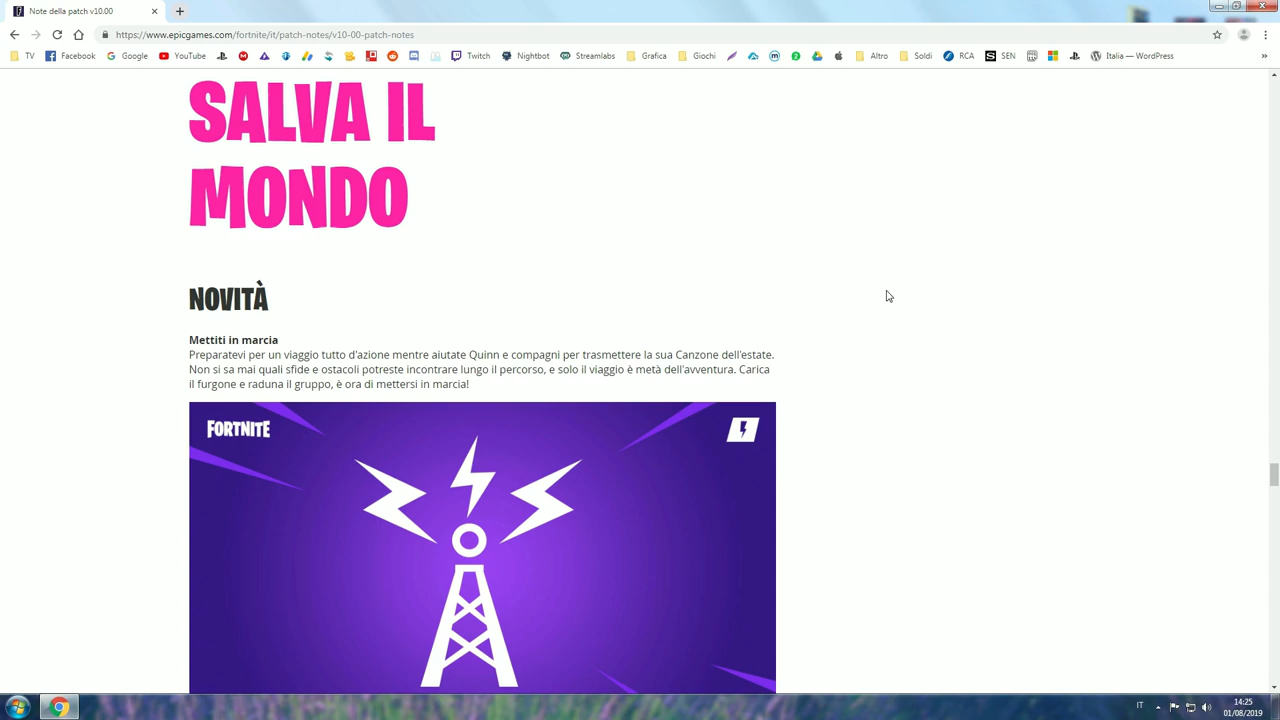 Note della patch v10.00
https://www.epicgames.com/fortnite/it/patch-notes/v10-00-patch-notes
TV Facebook Google YouTube Twitch Nightbot Streamlabs Grafica Giochi Altro Soldi RCA SEN Italia — WordPress
SALVA IL
MONDO
NOVITÀ
Mettiti in marcia
Preparatevi per un viaggio tutto d'azione mentre aiutate Quinn e compagni per trasmettere la sua Canzone dell'estate.
Non si sa mai quali sfide e ostacoli potreste incontrare lungo il percorso, e solo il viaggio è metà dell'avventura. Carica
il furgone e raduna il gruppo, è ora di mettersi in marcia!
FORTNITE
IT
14:25
01/08/2019